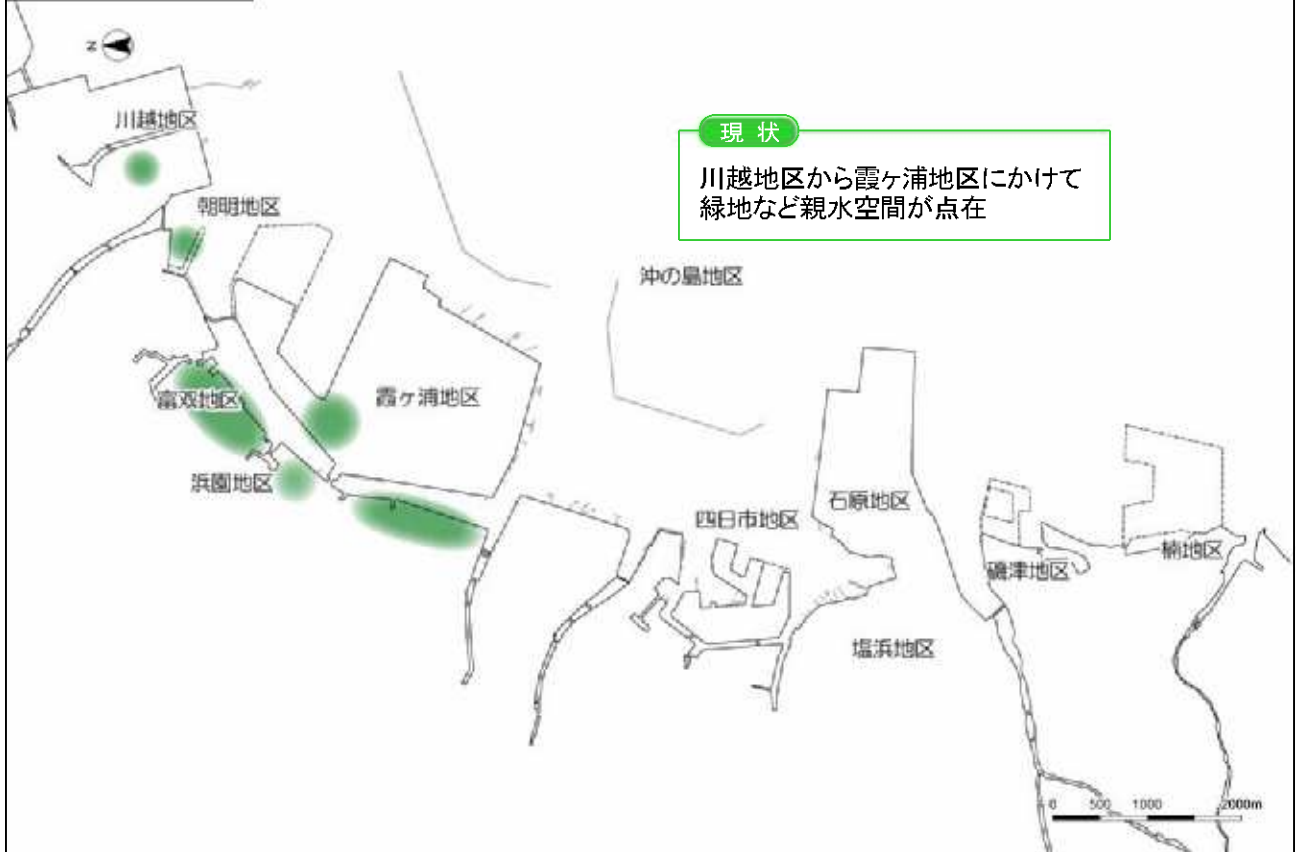 N
川越地区
現 状
川越地区から霞ヶ浦地区にかけて
緑地など親水空間が点在
朝明地区
沖の島地区
富双地区
霞ヶ浦地区
浜園地区
四日市地区
石原地区
磯津地区
楠地区
塩浜地区
0 500 1000 2000m